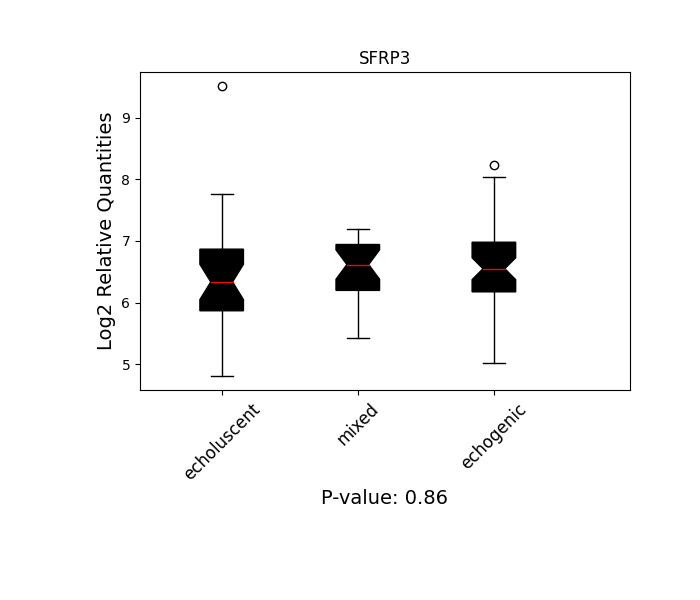 SFRP3
Log2 Relative Quantities
9
8
7
6
5
echoluscent
mixed
echogenic
P-value: 0.86